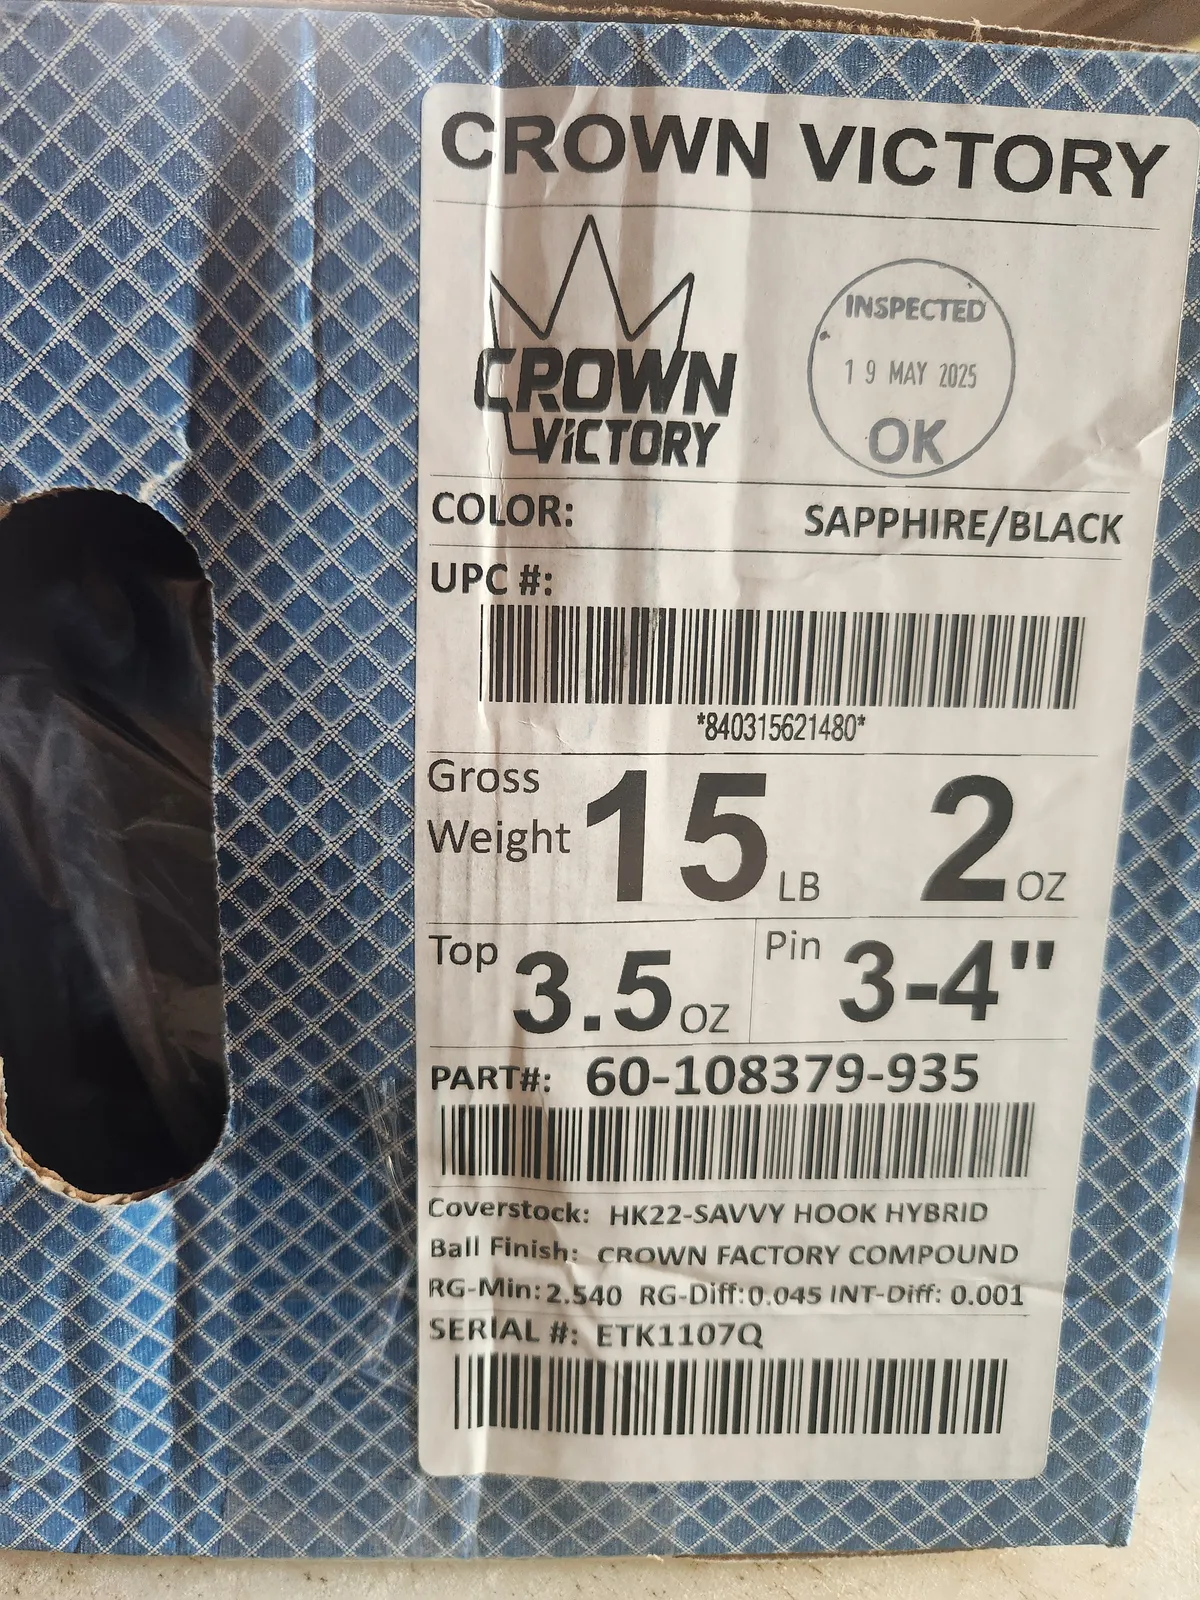 CROWN VICTORY
CROWN
VICTORY
INSPECTED
19 MAY 2025
OK
COLOR: SAPPHIRE/BLACK
UPC #:
*840315621480*
Gross Weight 15 LB 2 OZ
Top 3.5 OZ Pin 3-4"
PART#: 60-108379-935
Coverstock: HK22-SAVVY HOOK HYBRID
Ball Finish: CROWN FACTORY COMPOUND
RG-Min: 2.540 RG-Diff: 0.045 INT-Diff: 0.001
SERIAL #: ETK1107Q